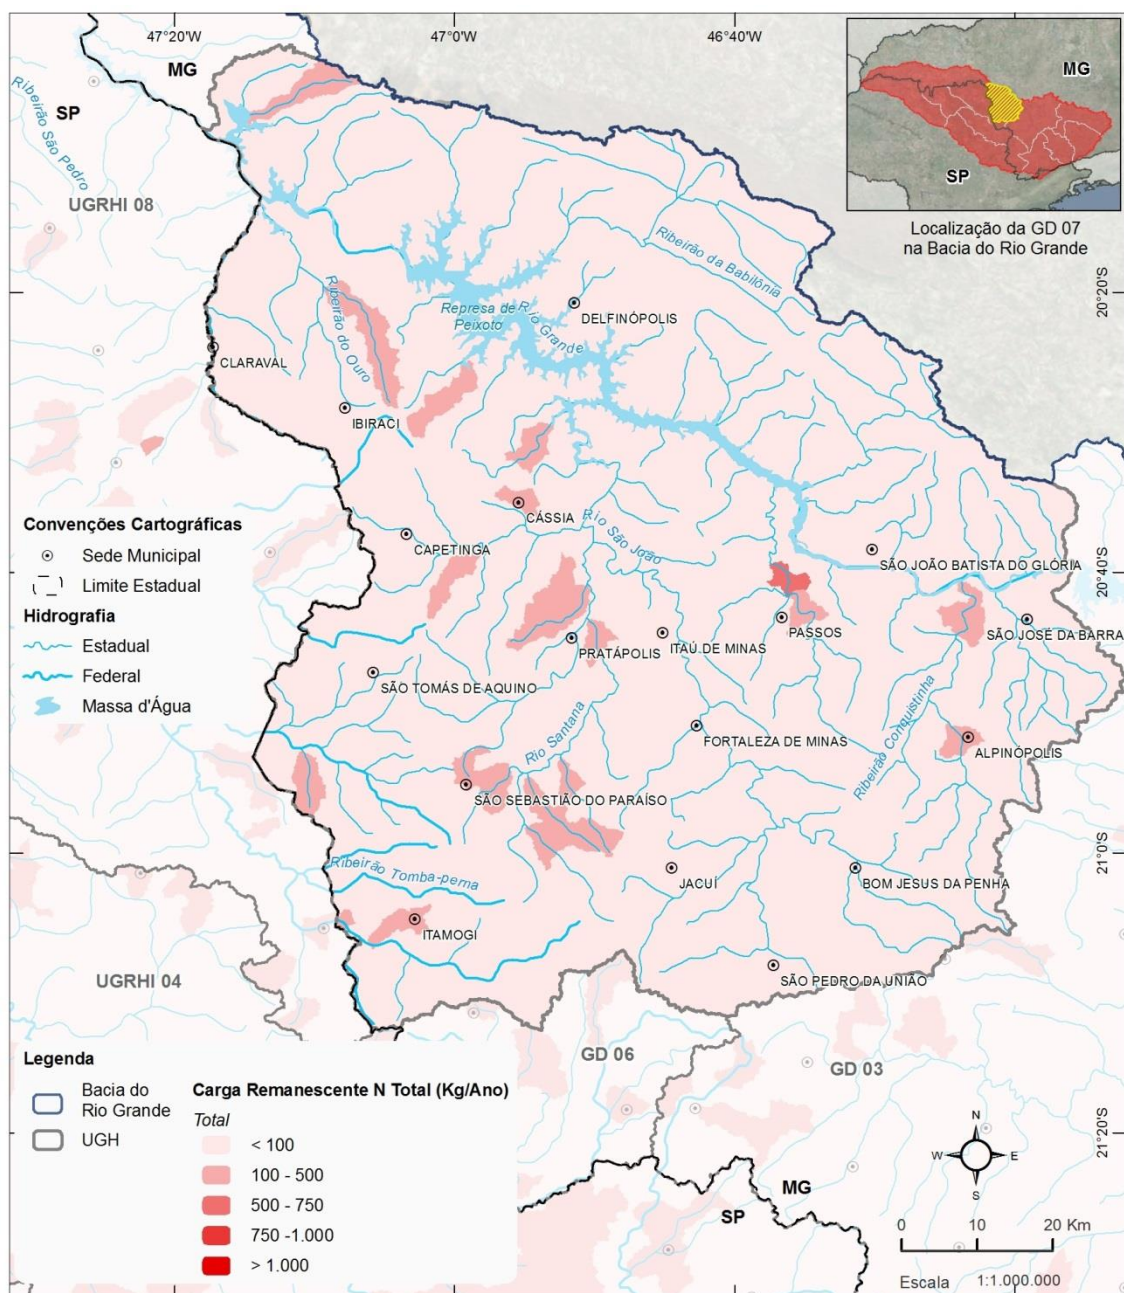 47°20'W
47°0'W
46°40'W
MG
SP
Ribeirão São Pedro
UGRHI 08
MG
SP
Localização da GD 07
na Bacia do Rio Grande
Ribeirão da Babilônia
20°20'S
Ribeirão do Ouro
Represa de
Peixoto
Rio Grande
DELFINÓPOLIS
CLARAVAL
IBIRACI
Convenções Cartográficas
Sede Municipal
Limite Estadual
Hidrografia
Estadual
Federal
Massa d'Água
CÁSSIA
CAPETINGA
Rio São João
SÃO JOÃO BATISTA DO GLÓRIA
20°40'S
PASSOS
SÃO JOSÉ DA BARRA
PRATÁPOLIS
ITAÚ DE MINAS
SÃO TOMÁS DE AQUINO
Rio Santana
FORTALEZA DE MINAS
Ribeirão Conquistinha
ALPINÓPOLIS
SÃO SEBASTIÃO DO PARAÍSO
21°0'S
Ribeirão Tomba-perna
JACUÍ
BOM JESUS DA PENHA
ITAMOGI
SÃO PEDRO DA UNIÃO
UGRHI 04
GD 06
GD 03
Legenda
Bacia do
Rio Grande
UGH
Carga Remanescente N Total (Kg/Ano)
Total
< 100
100 - 500
500 - 750
750 -1.000
> 1.000
21°20'S
N
W
E
S
MG
SP
0 10 20 Km
Escala 1:1.000.000